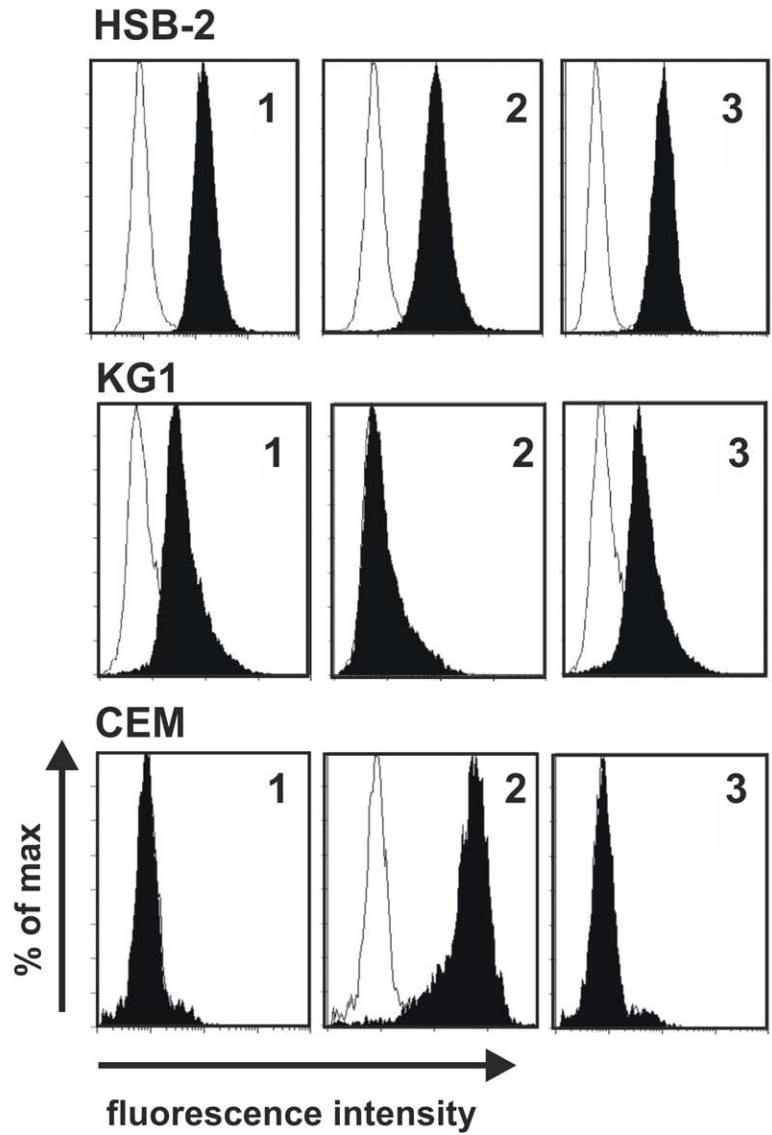 HSB-2
1 2 3
KG1
1 2 3
CEM
1 2 3
% of max
fluorescence intensity